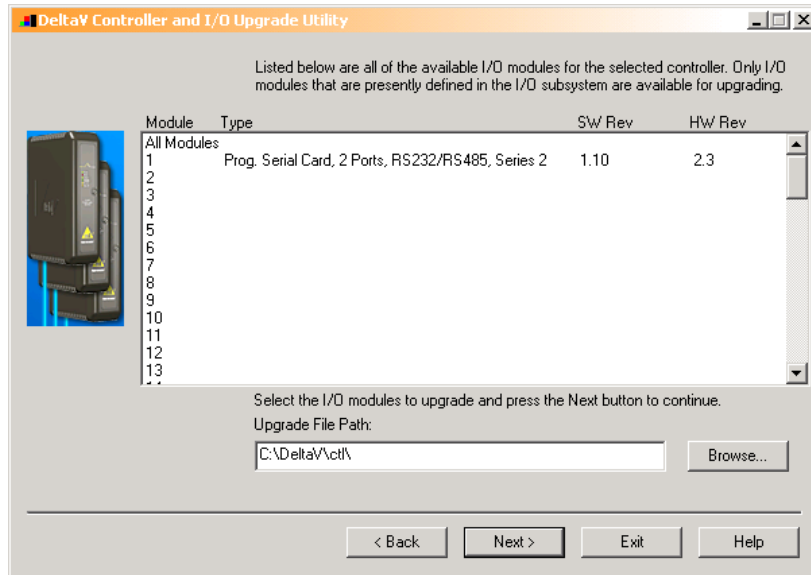 DeltaV Controller and I/O Upgrade Utility
Listed below are all of the available I/O modules for the selected controller. Only I/O
modules that are presently defined in the I/O subsystem are available for upgrading.
Module Type SW Rev HW Rev
All Modules
1 Prog. Serial Card, 2 Ports, RS232/RS485, Series 2 1.10 2.3
2
3
4
5
6
7
8
9
10
11
12
13
Select the I/O modules to upgrade and press the Next button to continue.
Upgrade File Path:
C:\DeltaV\ctl\
Browse...
< Back Next > Exit Help